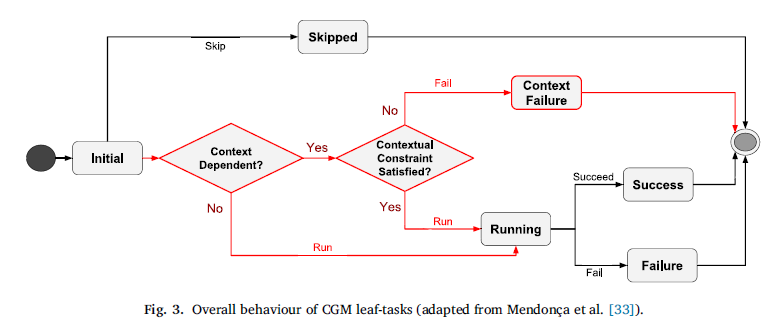 Skipped
Skip
Fail
Context
Failure
No
Initial
Context
Dependent?
Yes
Contextual
Constraint
Satisfied?
No
Yes
Run
Run
Running
Succeed
Success
Fail
Failure
Fig. 3. Overall behaviour of CGM leaf-tasks (adapted from Mendonça et al. [33]).